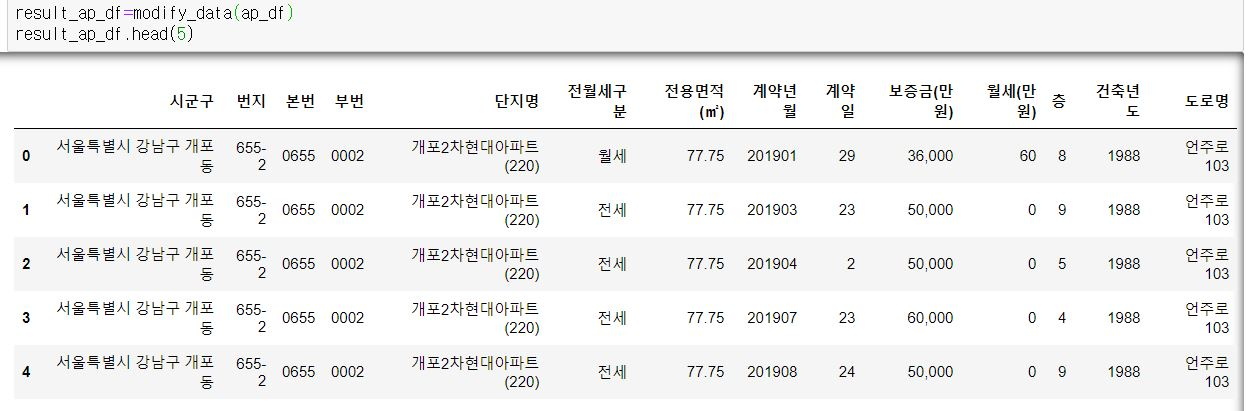 result_ap_df=modify_data(ap_df)
result_ap_df.head(5)
시군구 번지 본번 부번 단지명 전월세구분 전용면적(㎡) 계약년월 계약일 보증금(만원) 월세(만원) 층 건축년도 도로명
0 서울특별시 강남구 개포동 655-2 0655 0002 개포2차현대아파트(220) 월세 77.75 201901 29 36,000 60 8 1988 언주로 103
1 서울특별시 강남구 개포동 655-2 0655 0002 개포2차현대아파트(220) 전세 77.75 201903 23 50,000 0 9 1988 언주로 103
2 서울특별시 강남구 개포동 655-2 0655 0002 개포2차현대아파트(220) 전세 77.75 201904 2 50,000 0 5 1988 언주로 103
3 서울특별시 강남구 개포동 655-2 0655 0002 개포2차현대아파트(220) 전세 77.75 201907 23 60,000 0 4 1988 언주로 103
4 서울특별시 강남구 개포동 655-2 0655 0002 개포2차현대아파트(220) 전세 77.75 201908 24 50,000 0 9 1988 언주로 103